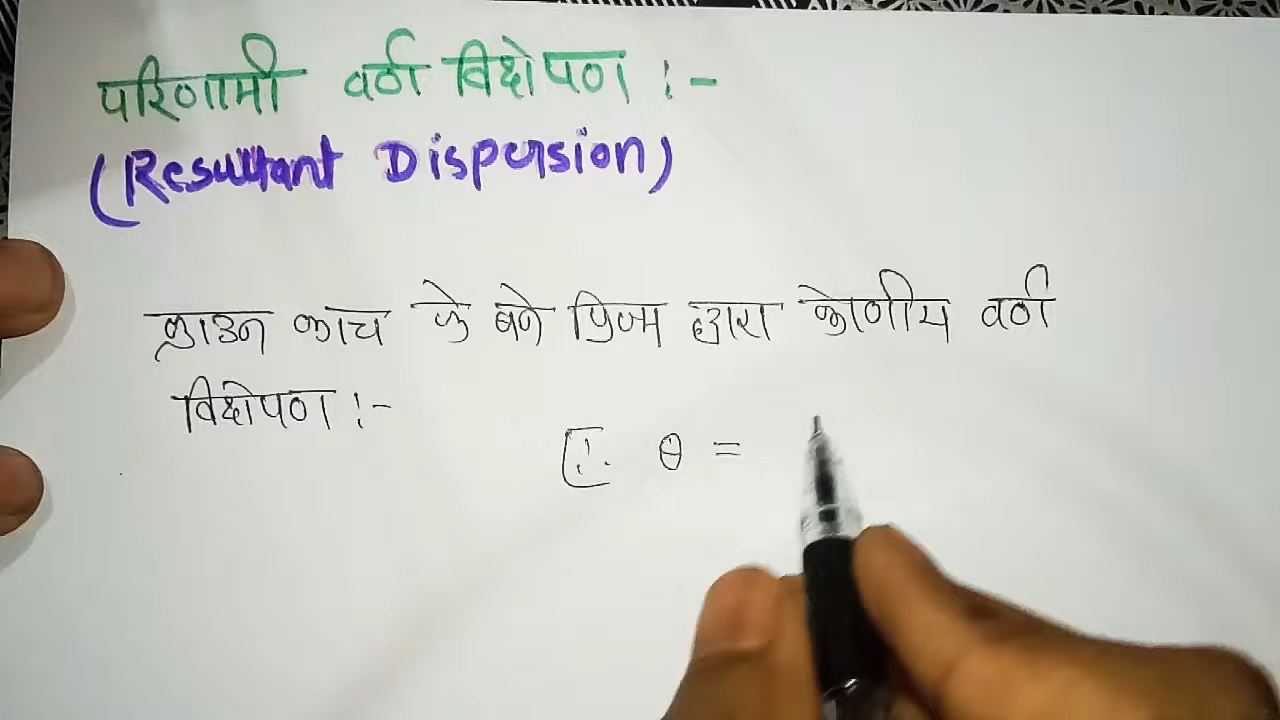 परिणामी वर्ण विक्षेपण :-
(Resultant Dispersion)
क्राउन काच के बने प्रिज्म द्वारा कोणीय वर्ण
विक्षेपण :-
[∴ θ =